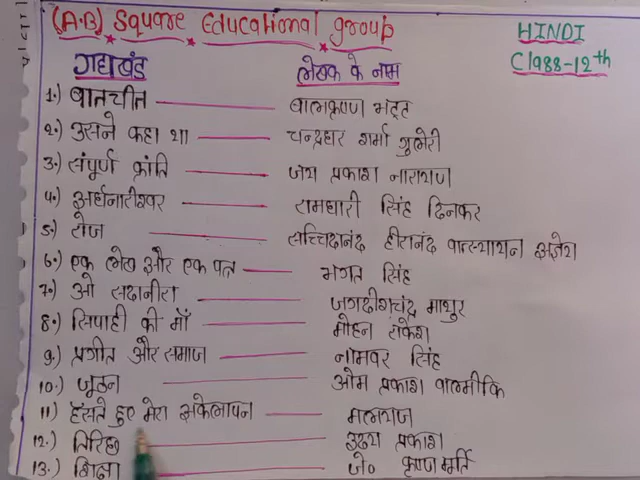 (A.B) Square Educational group
HINDI
Class-12th
गद्यखंड लेखक के नाम
1.) बातचीत — बालकृष्ण भट्ट
2.) उसने कहा था — चन्द्रधर शर्मा गुलेरी
3.) संपूर्ण क्रांति — जय प्रकाश नारायण
4.) अर्धनारीश्वर — रामधारी सिंह दिनकर
5.) रोज — सच्चिदानंद हीरानंद वात्स्यायन अज्ञेय
6.) एक लेख और एक पत्र — भगत सिंह
7.) ओ सदानीरा — जगदीशचंद्र माथुर
8.) सिपाही की माँ — मोहन राकेश
9.) प्रगीत और समाज — नामवर सिंह
10.) जूठन — ओम प्रकाश वाल्मीकि
11.) हंसते हुए मेरा अकेलापन — मलयज
12.) तिरिछ — उदय प्रकाश
13.) शिक्षा — जे० कृष्ण मूर्ति